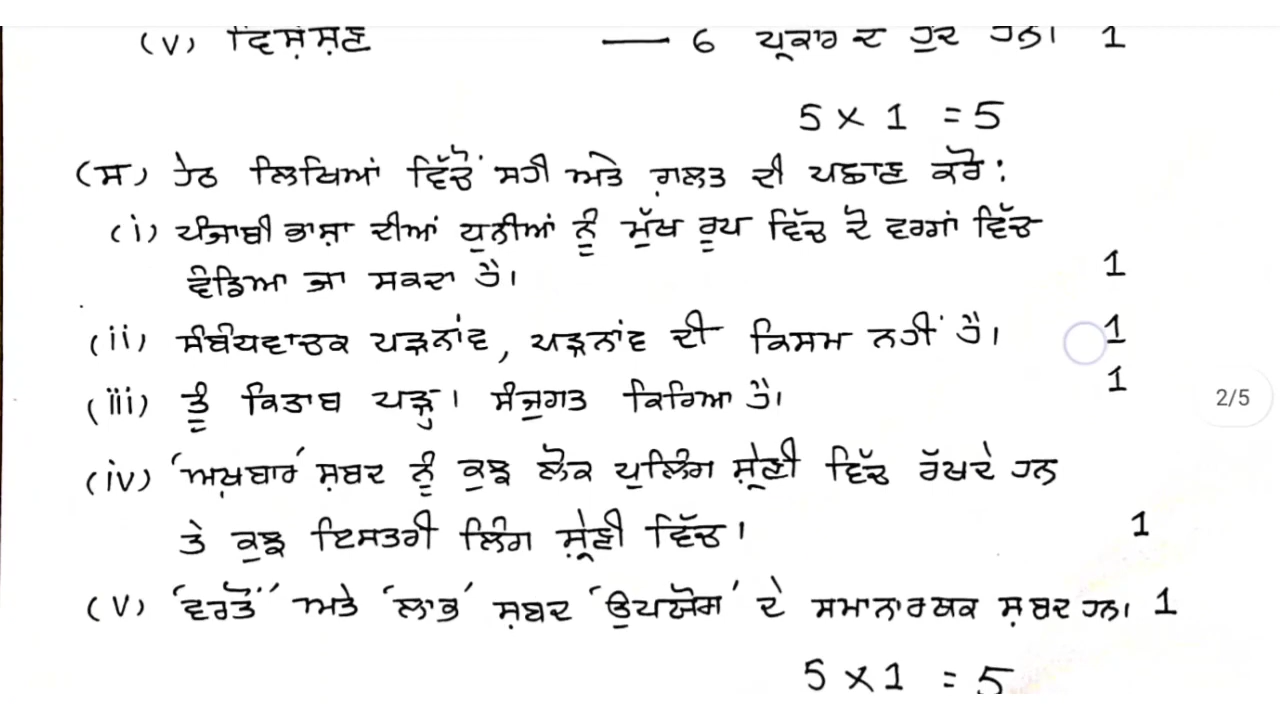 (v) ਵਿਸ਼ੇਸ਼ਣ — 6 ਪ੍ਰਕਾਰ ਦੇ ਹੁੰਦੇ ਹਨ। 1
5 × 1 = 5
(ਸ) ਹੇਠ ਲਿਖਿਆਂ ਵਿੱਚੋਂ ਸਹੀ ਅਤੇ ਗ਼ਲਤ ਦੀ ਪਛਾਣ ਕਰੋ :
(i) ਪੰਜਾਬੀ ਭਾਸ਼ਾ ਦੀਆਂ ਧੁਨੀਆਂ ਨੂੰ ਮੁੱਖ ਰੂਪ ਵਿੱਚ ਦੋ ਵਰਗਾਂ ਵਿੱਚ
ਵੰਡਿਆ ਜਾ ਸਕਦਾ ਹੈ। 1
(ii) ਸੰਬੰਧਵਾਚਕ ਪੜਨਾਂਵ, ਪੜਨਾਂਵ ਦੀ ਕਿਸਮ ਨਹੀਂ ਹੈ। 1
(iii) ਤੂੰ ਕਿਤਾਬ ਪੜ੍ਹ। ਸੰਜੁਗਤ ਕਿਰਿਆ ਹੈ। 1
2/5
(iv) 'ਅਖ਼ਬਾਰ' ਸ਼ਬਦ ਨੂੰ ਕੁਝ ਲੋਕ ਪੁਲਿੰਗ ਸ਼੍ਰੇਣੀ ਵਿੱਚ ਰੱਖਦੇ ਹਨ
ਤੇ ਕੁਝ ਇਸਤਰੀ ਲਿੰਗ ਸ਼੍ਰੇਣੀ ਵਿੱਚ। 1
(v) 'ਵਰਤੋਂ' ਅਤੇ 'ਲਾਭ' ਸ਼ਬਦ 'ਉਪਯੋਗ' ਦੇ ਸਮਾਨਾਰਥਕ ਸ਼ਬਦ ਹਨ। 1
5 × 1 = 5